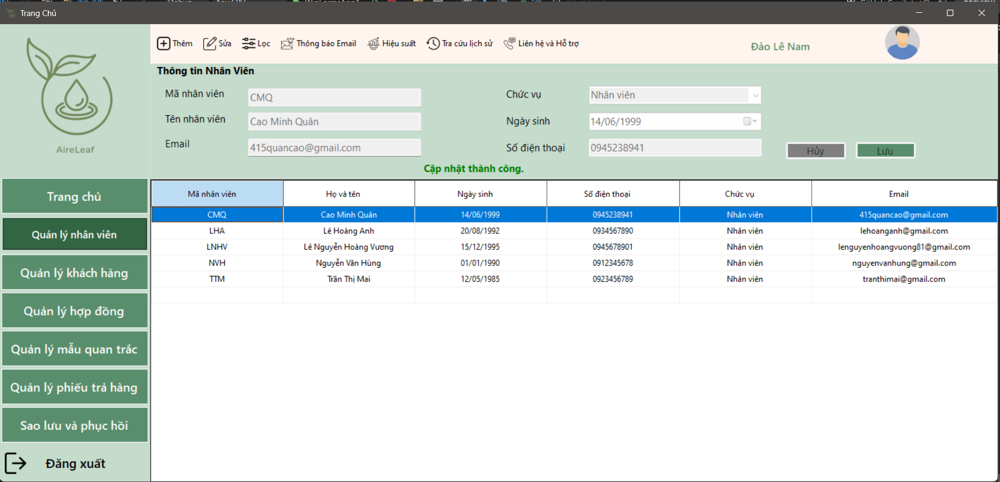 Trang Chủ
AireLeaf
Trang chủ
Quản lý nhân viên
Quản lý khách hàng
Quản lý hợp đồng
Quản lý mẫu quan trắc
Quản lý phiếu trả hàng
Sao lưu và phục hồi
Đăng xuất
Thêm Sửa Lọc Thông báo Email Hiệu suất Tra cứu lịch sử Liên hệ và Hỗ trợ Đào Lê Nam
Thông tin Nhân Viên
Mã nhân viên CMQ Chức vụ Nhân viên
Tên nhân viên Cao Minh Quân Ngày sinh 14/06/1999
Email 415quancao@gmail.com Số điện thoại 0945238941 Hủy Lưu
Cập nhật thành công.
Mã nhân viên Họ và tên Ngày sinh Số điện thoại Chức vụ Email
CMQ Cao Minh Quân 14/06/1999 0945238941 Nhân viên 415quancao@gmail.com
LHA Lê Hoàng Anh 20/08/1992 0934567890 Nhân viên lehoanganh@gmail.com
LNHV Lê Nguyễn Hoàng Vương 15/12/1995 0945678901 Nhân viên lenguyenhoangvuong81@gmail.com
NVH Nguyễn Văn Hùng 01/01/1990 0912345678 Nhân viên nguyenvanhung@gmail.com
TTM Trần Thị Mai 12/05/1985 0923456789 Nhân viên tranthimai@gmail.com